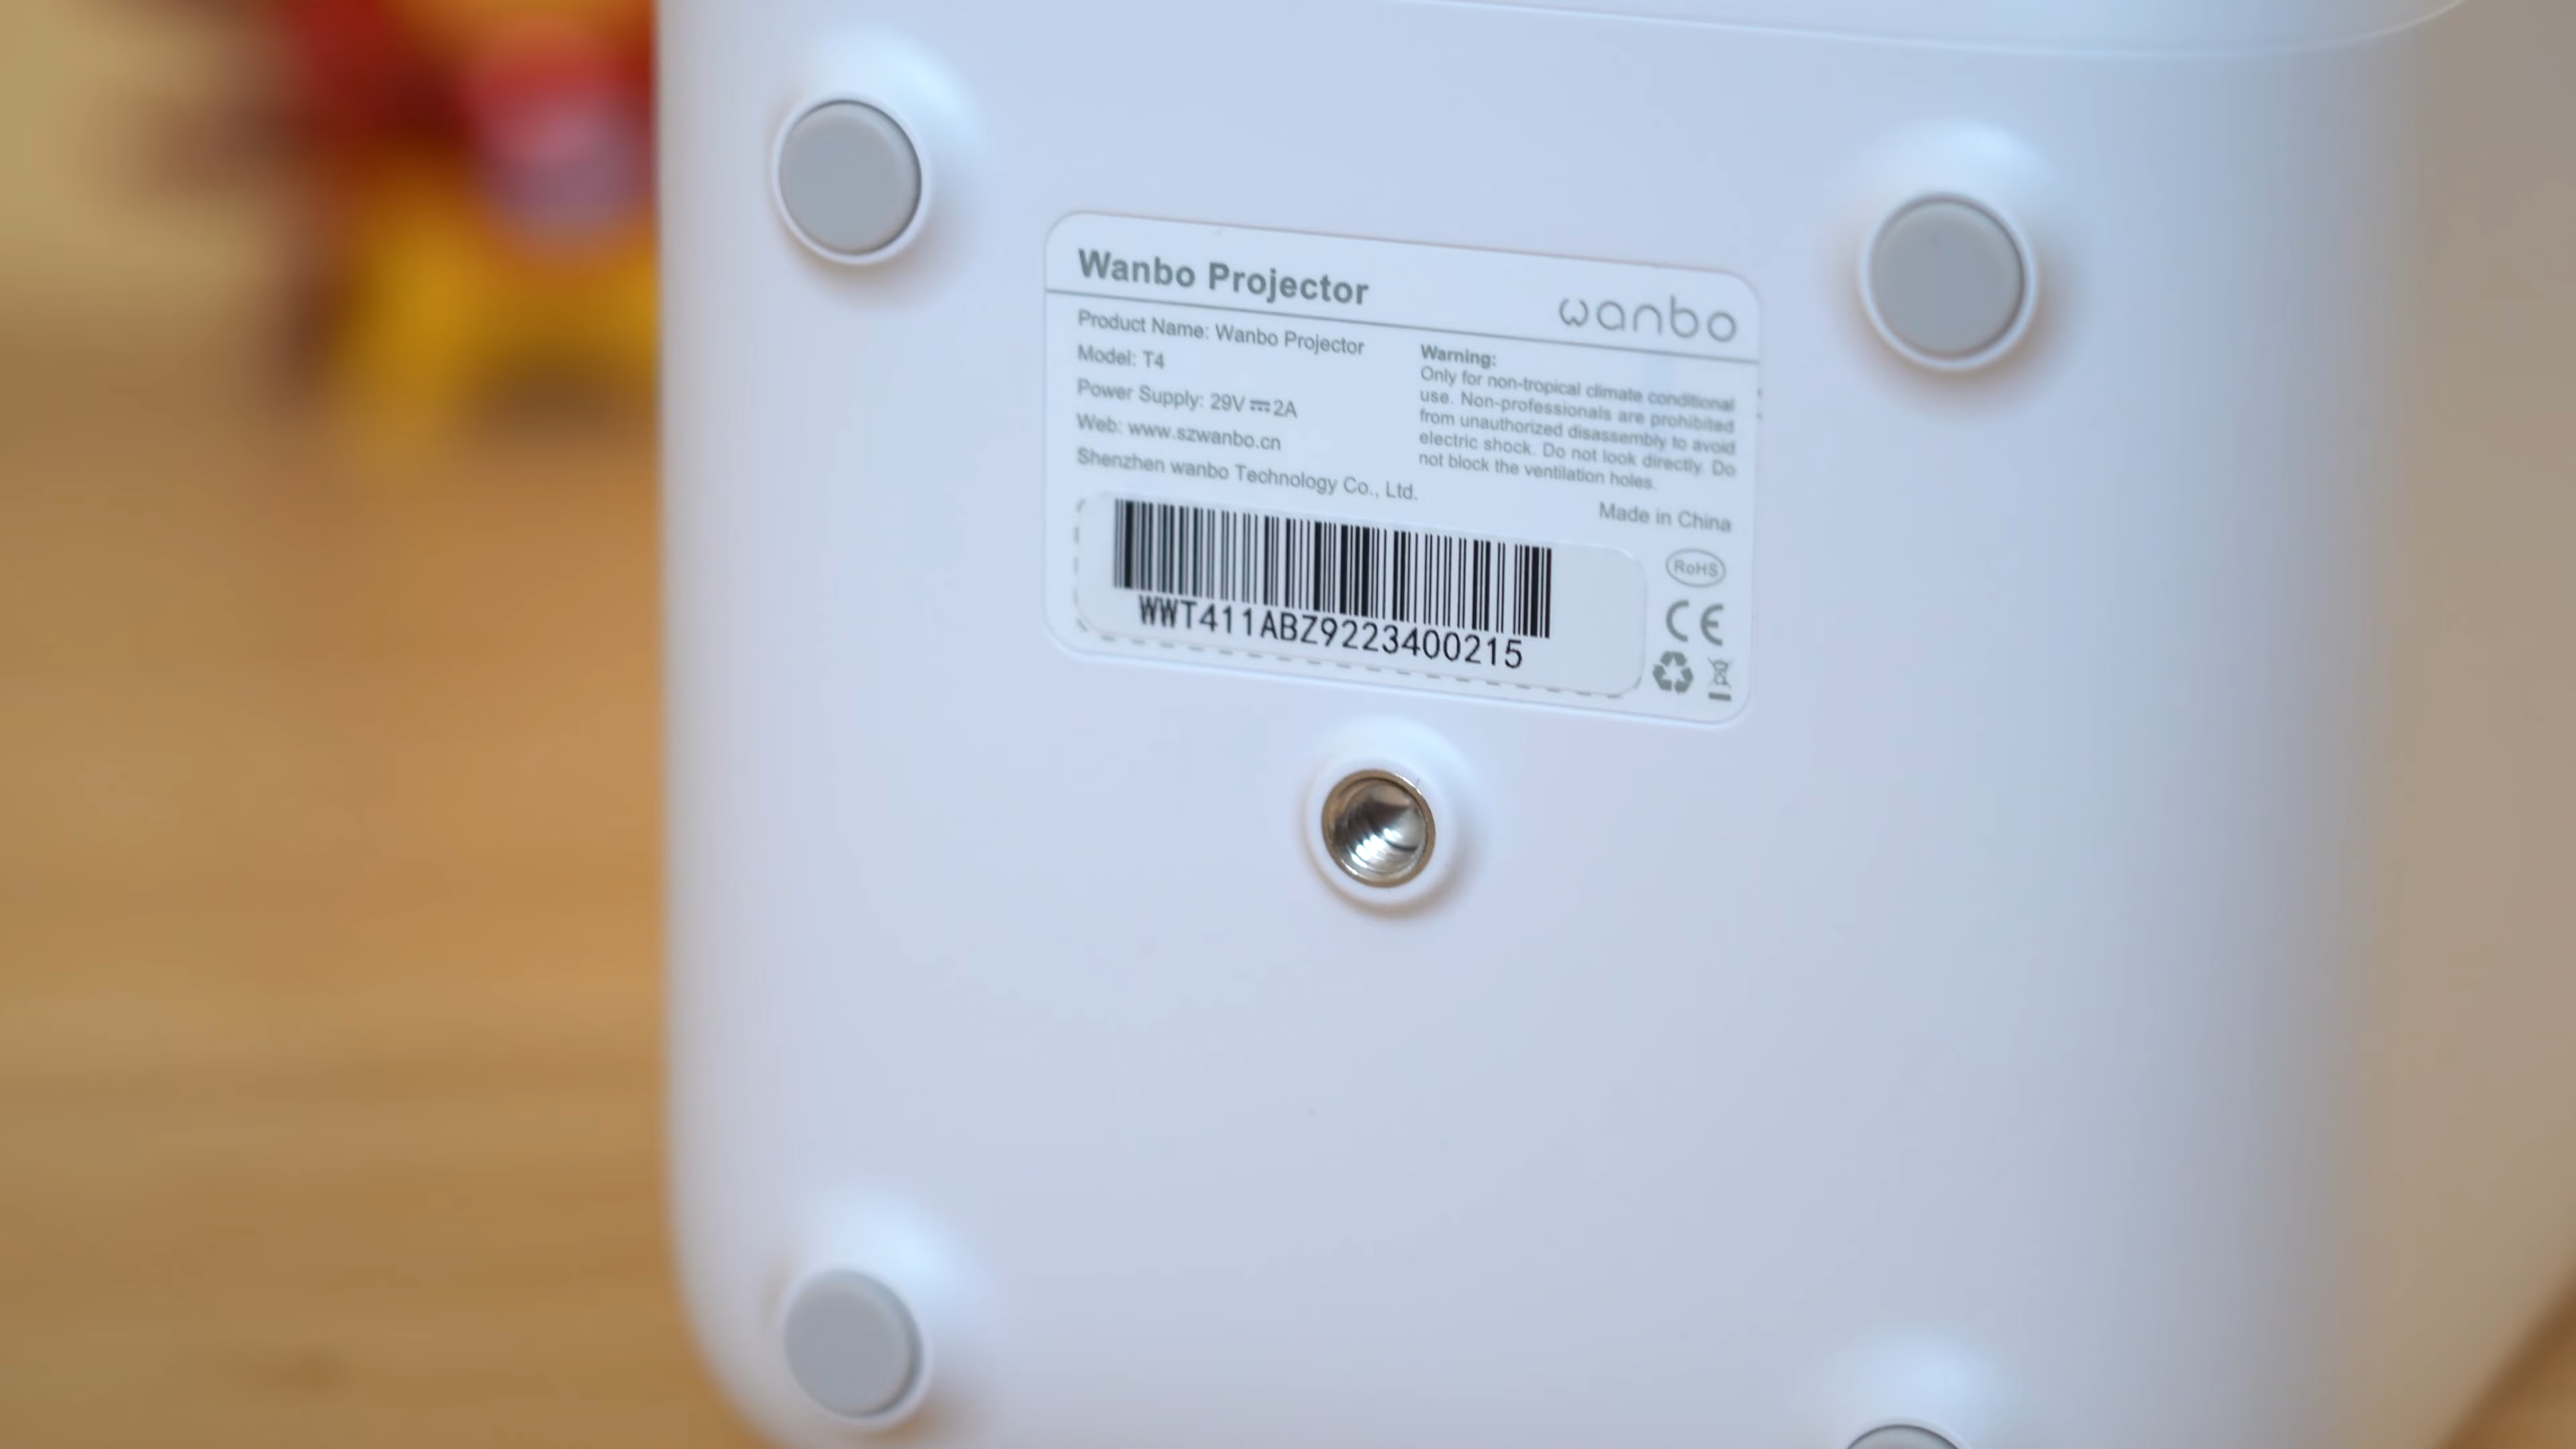 Wanbo Projector
wanbo
Product Name: Wanbo Projector
Model: T4
Power Supply: 29V⎓2A
Web: www.szwanbo.cn
Shenzhen wanbo Technology Co., Ltd.
Warning:
Only for non-tropical climate conditional
use. Non-professionals are prohibited
from unauthorized disassembly to avoid
electric shock. Do not look directly. Do
not block the ventilation holes.
Made in China
RoHS
CE
WWT411ABZ9223400215